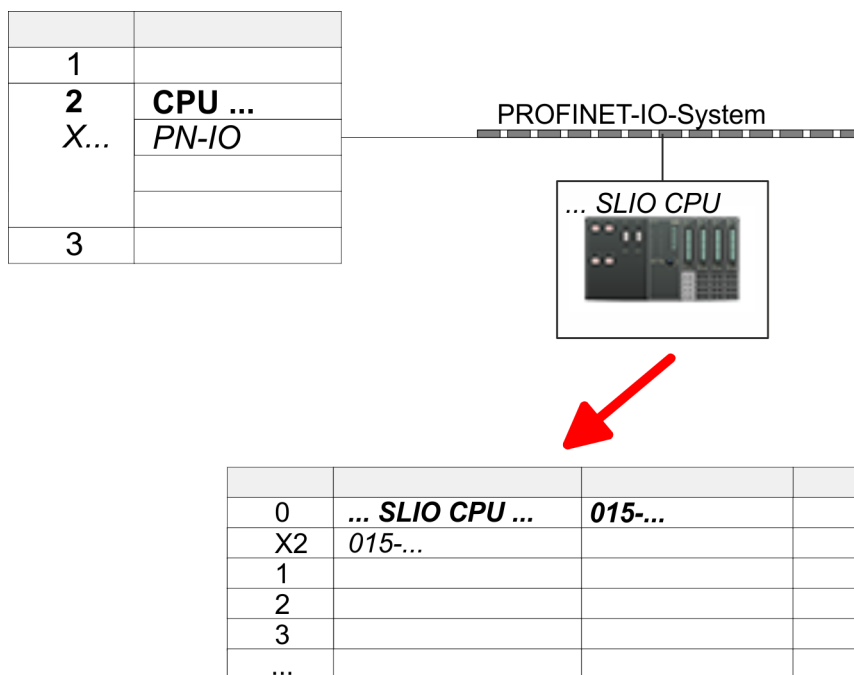 1
2 CPU ...
X... PN-IO
3
PROFINET-IO-System
... SLIO CPU
0 ... SLIO CPU ... 015-...
X2 015-...
1
2
3
...